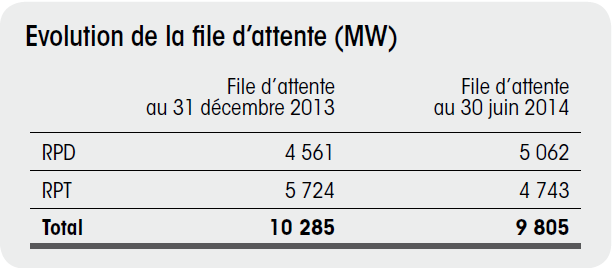 Evolution de la file d'attente (MW)
File d'attente File d'attente
au 31 décembre 2013 au 30 juin 2014
RPD 4 561 5 062
RPT 5 724 4 743
Total 10 285 9 805